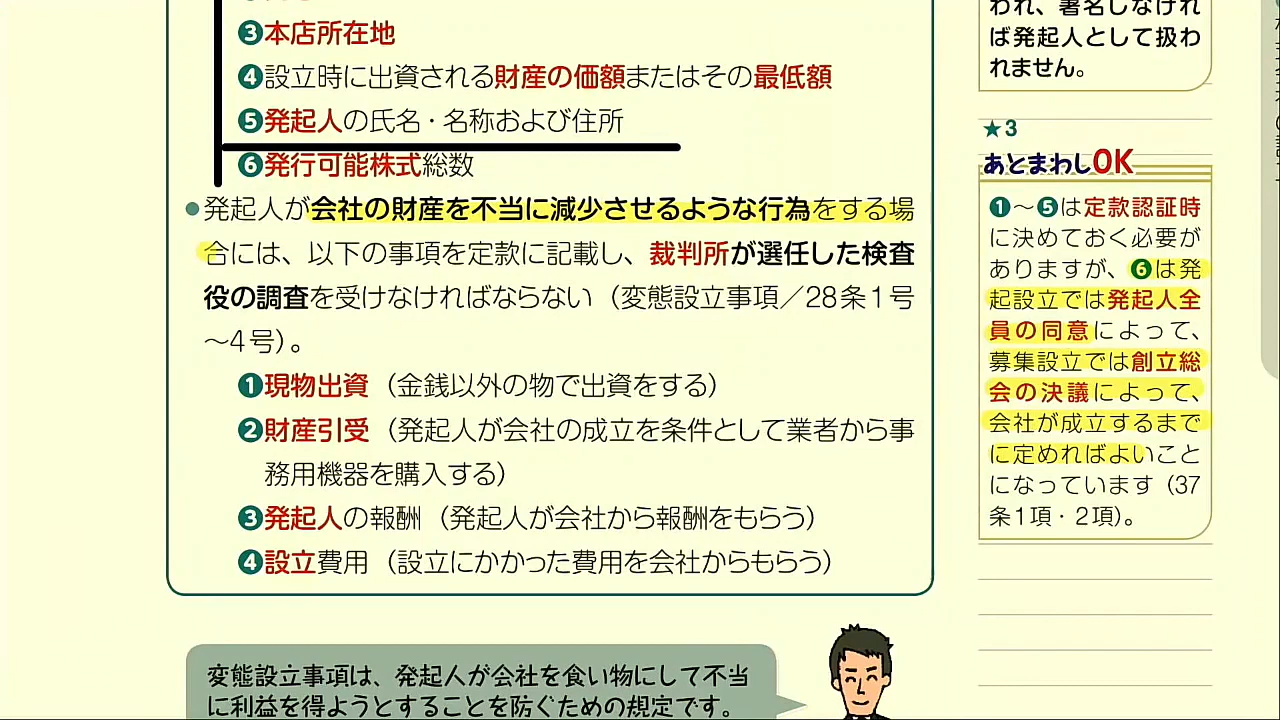 ❸本店所在地
❹設立時に出資される財産の価額またはその最低額
❺発起人の氏名・名称および住所
❻発行可能株式総数
●発起人が会社の財産を不当に減少させるような行為をする場
合には、以下の事項を定款に記載し、裁判所が選任した検査
役の調査を受けなければならない（変態設立事項／28条1号
～4号）。
❶現物出資（金銭以外の物で出資をする）
❷財産引受（発起人が会社の成立を条件として業者から事
務用機器を購入する）
❸発起人の報酬（発起人が会社から報酬をもらう）
❹設立費用（設立にかかった費用を会社からもらう）
変態設立事項は、発起人が会社を食い物にして不当
に利益を得ようとすることを防ぐための規定です。
われ、署名しなけれ
ば発起人として扱わ
れません。
★3
あとまわしOK
❶～❺は定款認証時
に決めておく必要が
ありますが、❻は発
起設立では発起人全
員の同意によって、
募集設立では創立総
会の決議によって、
会社が成立するまで
に定めればよいこと
になっています（37
条1項・2項）。